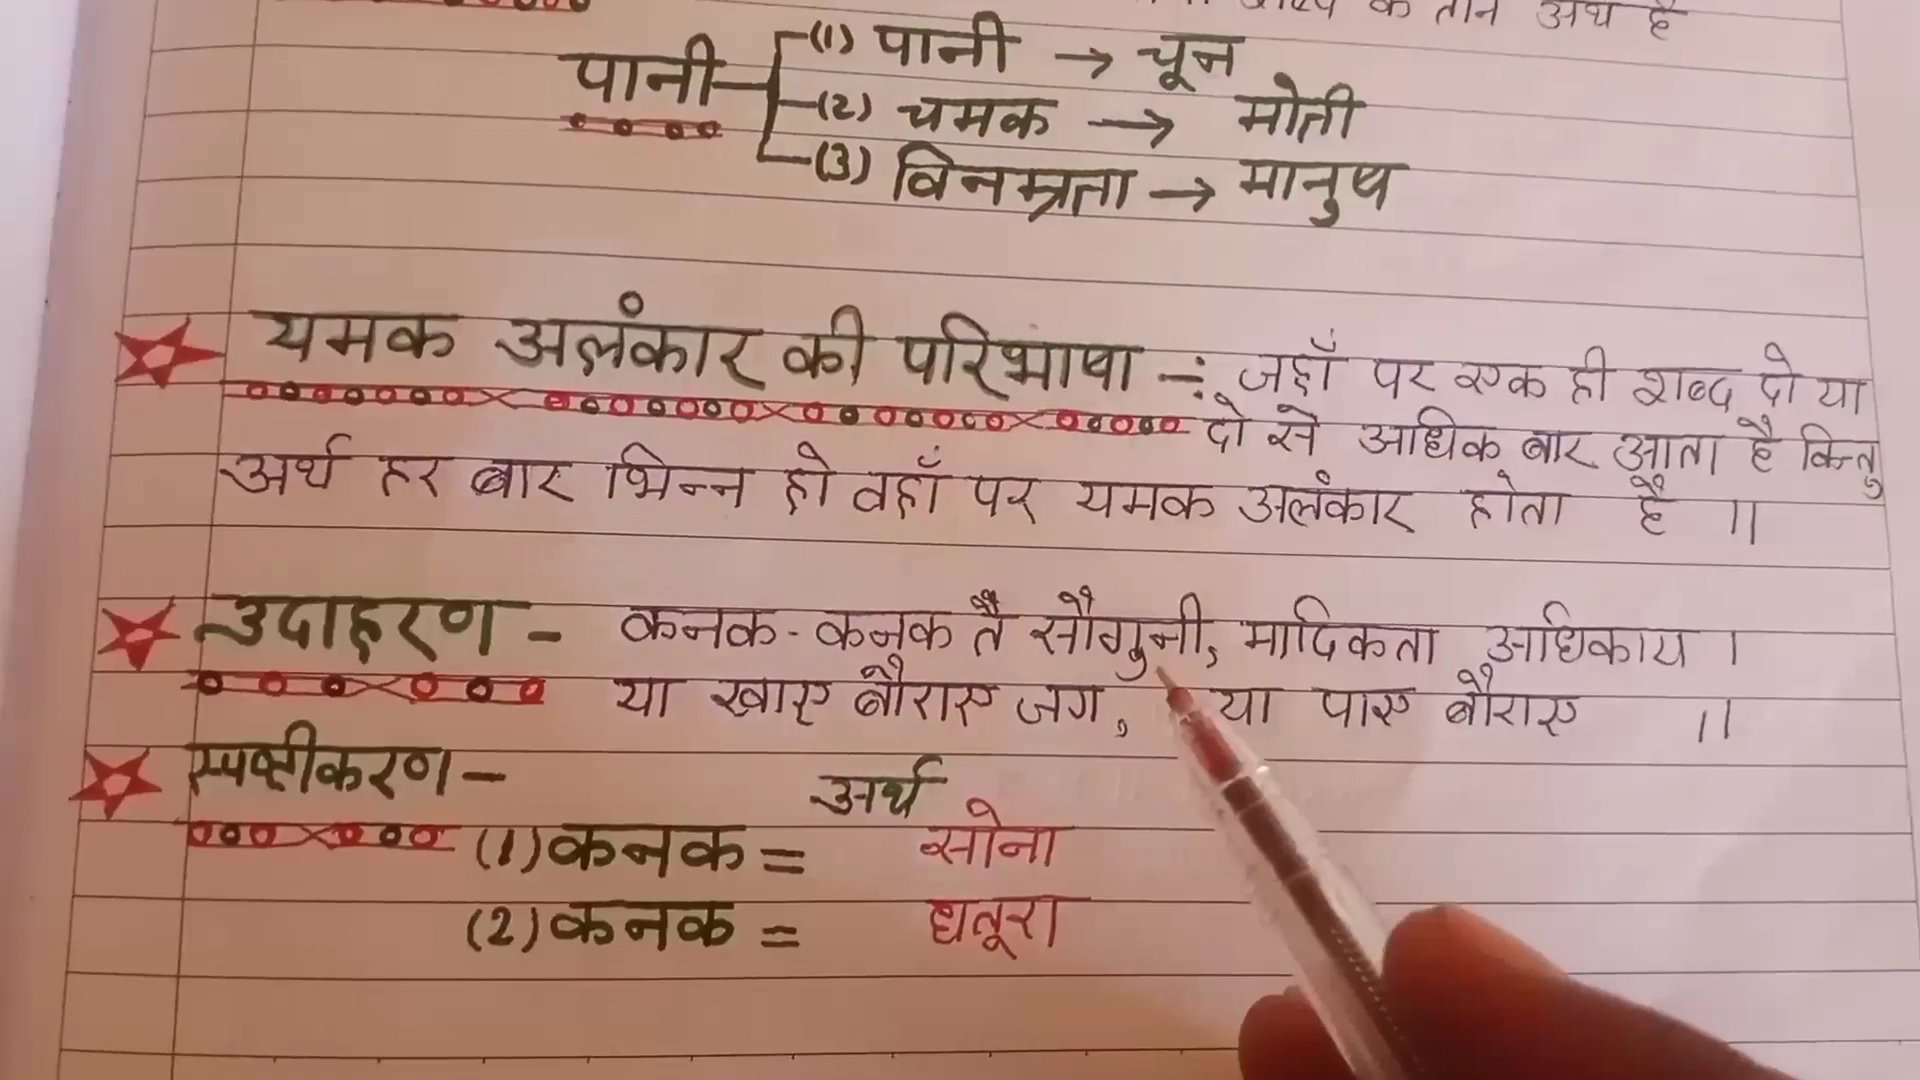 के तीन अर्थ है
(1) पानी → चून
पानी
(2) चमक → मोती
(3) विनम्रता → मानुष
यमक अलंकार की परिभाषा -: जहाँ पर एक ही शब्द दो या
दो से अधिक बार आता है किन्तु
अर्थ हर बार भिन्न हो वहाँ पर यमक अलंकार होता है ॥
उदाहरण - कनक - कनक तै सौगुनी, मादिकता अधिकाय ।
या खाए बौराए जग, या पाए बौराए ॥
स्पष्टीकरण - अर्थ
(1) कनक = सोना
(2) कनक = धतूरा